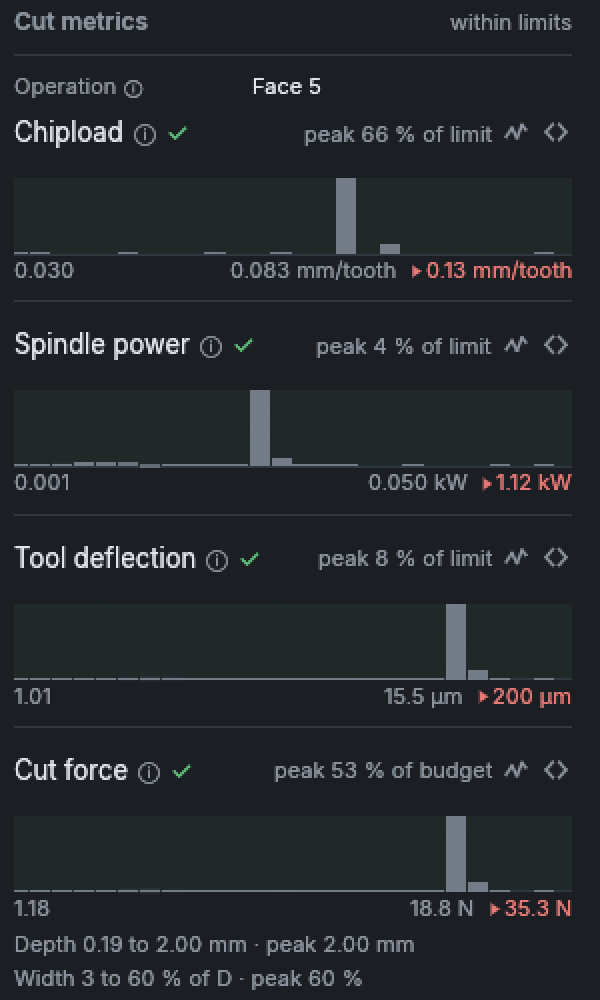 Cut metrics within limits
Operation Face 5
Chipload peak 66 % of limit
0.030 0.083 mm/tooth 0.13 mm/tooth
Spindle power peak 4 % of limit
0.001 0.050 kW 1.12 kW
Tool deflection peak 8 % of limit
1.01 15.5 µm 200 µm
Cut force peak 53 % of budget
1.18 18.8 N 35.3 N
Depth 0.19 to 2.00 mm · peak 2.00 mm
Width 3 to 60 % of D · peak 60 %